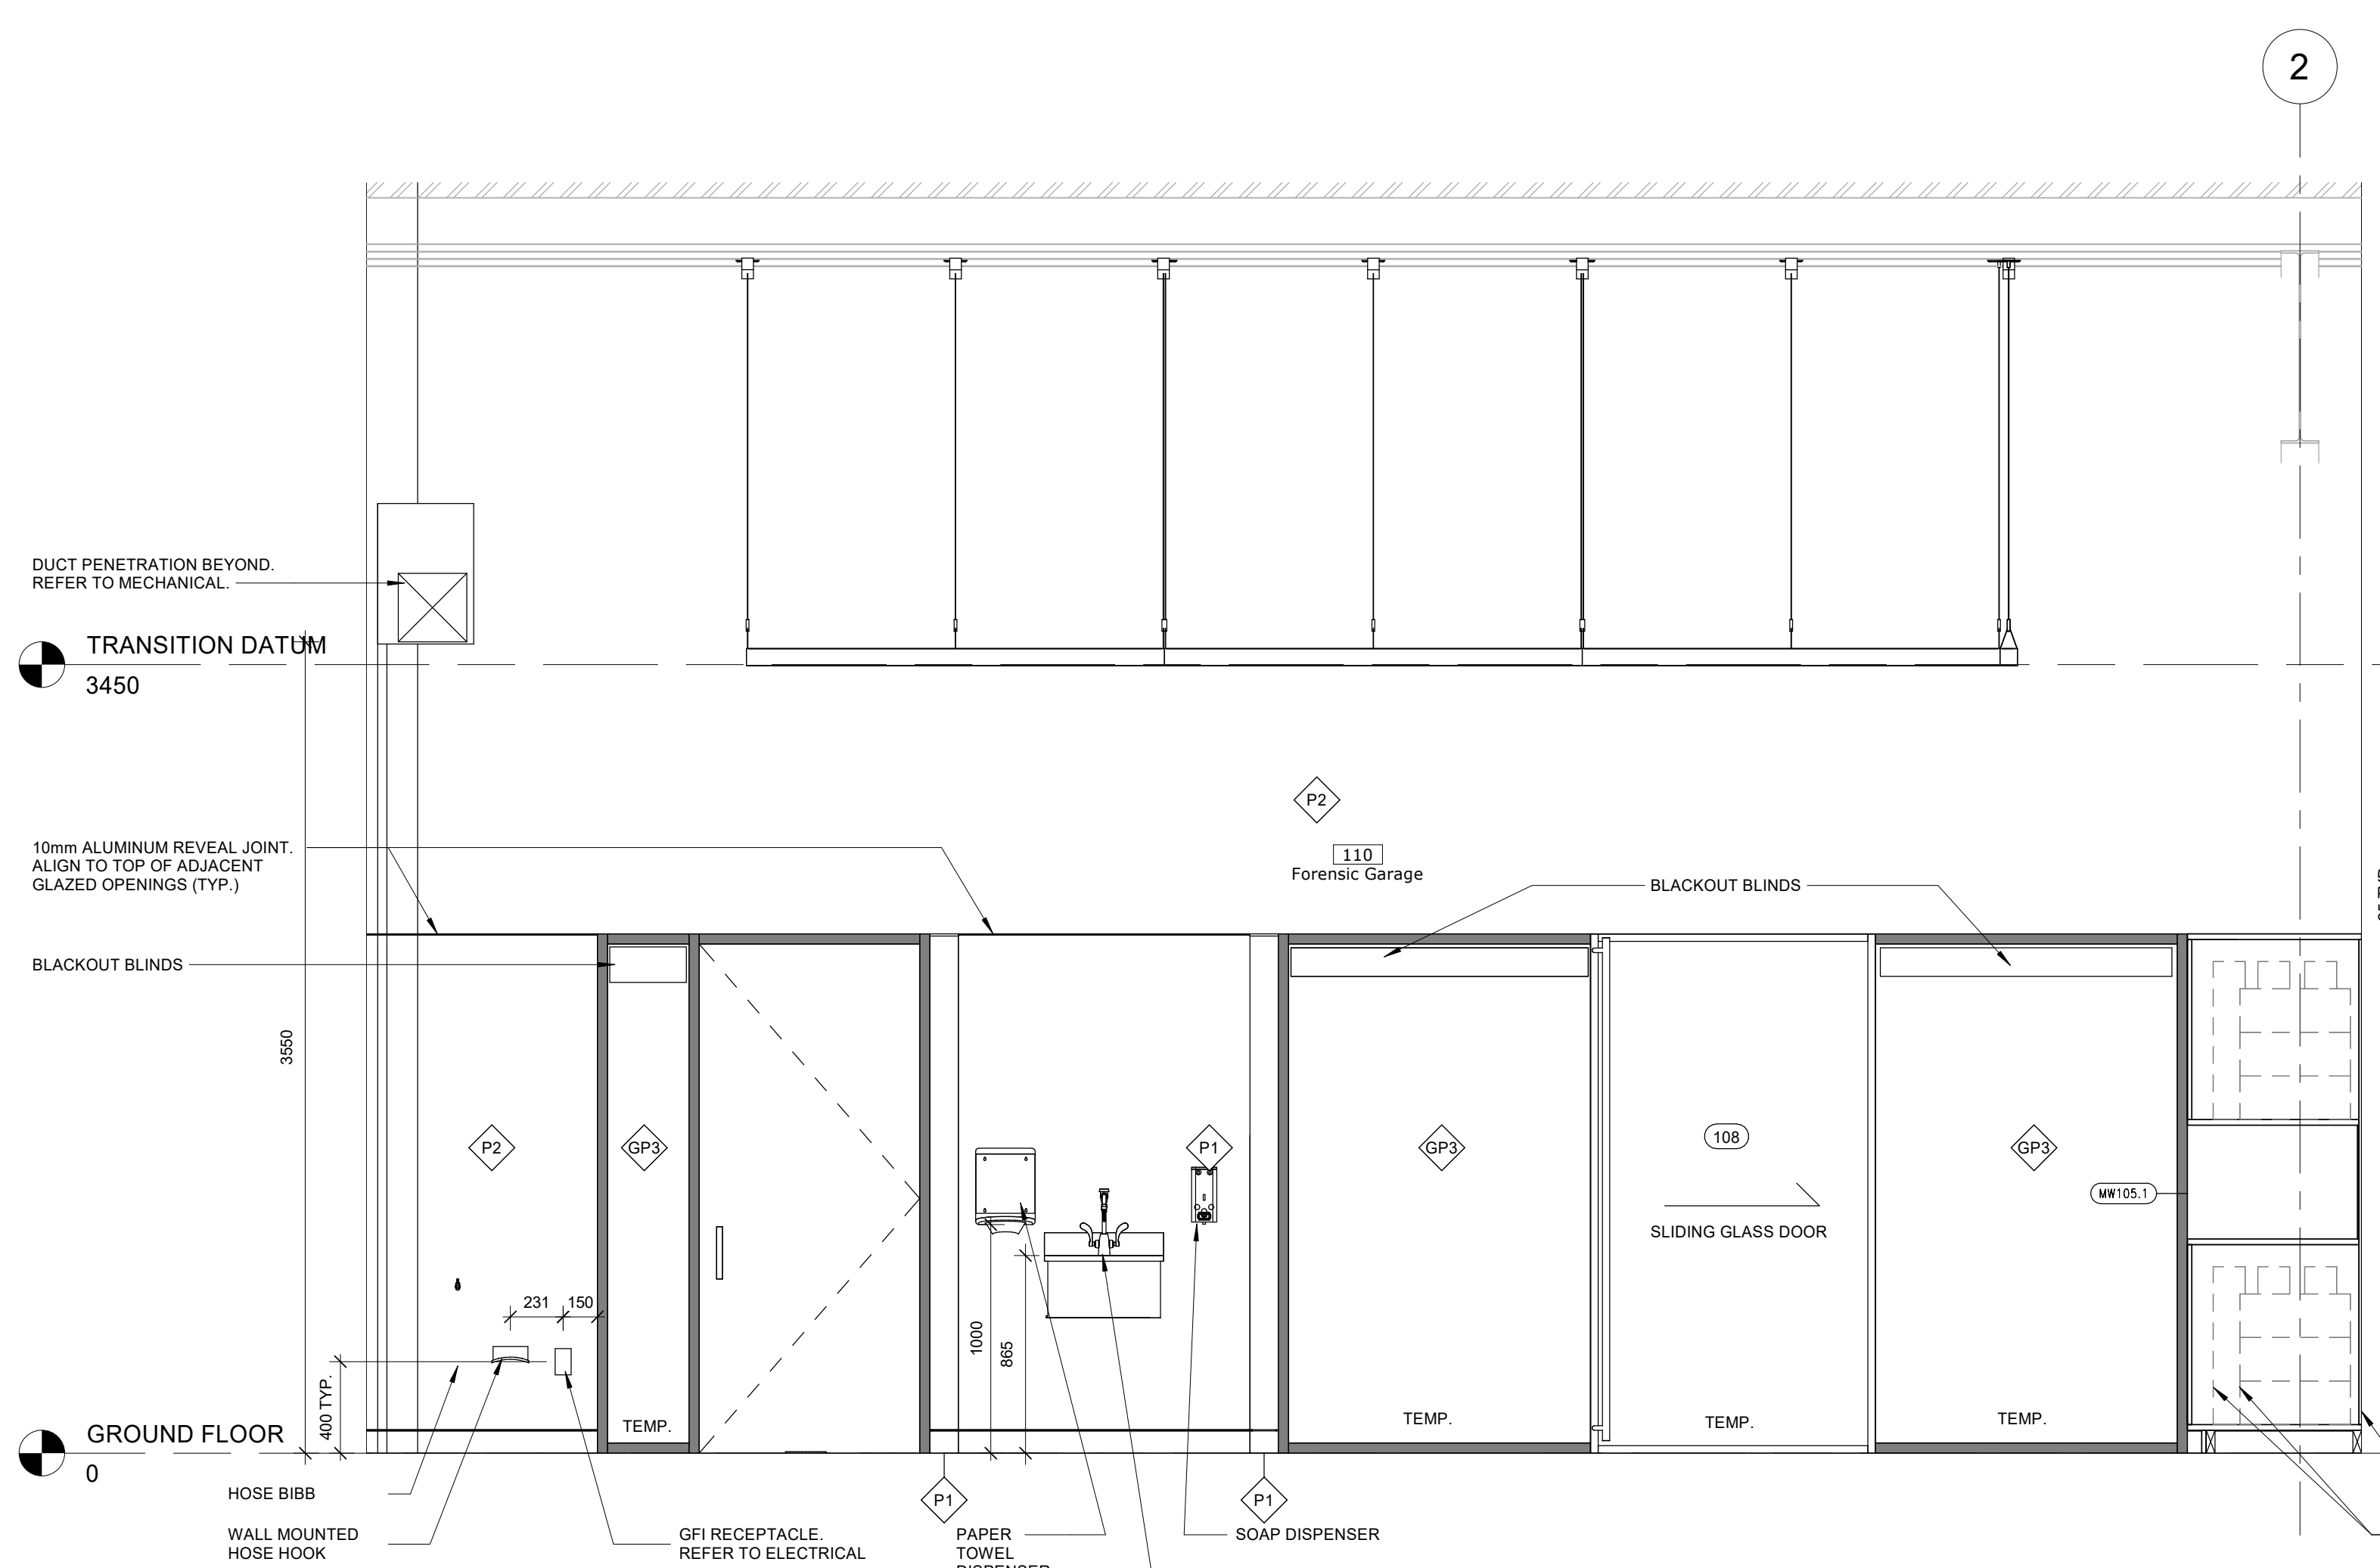 2
DUCT PENETRATION BEYOND.
REFER TO MECHANICAL.
TRANSITION DATUM
3450
P2
110
Forensic Garage
10mm ALUMINUM REVEAL JOINT.
ALIGN TO TOP OF ADJACENT
GLAZED OPENINGS (TYP.)
BLACKOUT BLINDS
BLACKOUT BLINDS
3550
P2
GP3
P1
GP3
108
GP3
MW105.1
SLIDING GLASS DOOR
231
150
1000
865
400 TYP.
TEMP.
TEMP.
TEMP.
TEMP.
GROUND FLOOR
0
HOSE BIBB
P1
P1
WALL MOUNTED
HOSE HOOK
GFI RECEPTACLE.
REFER TO ELECTRICAL
PAPER
TOWEL
DISPENSER
SOAP DISPENSER